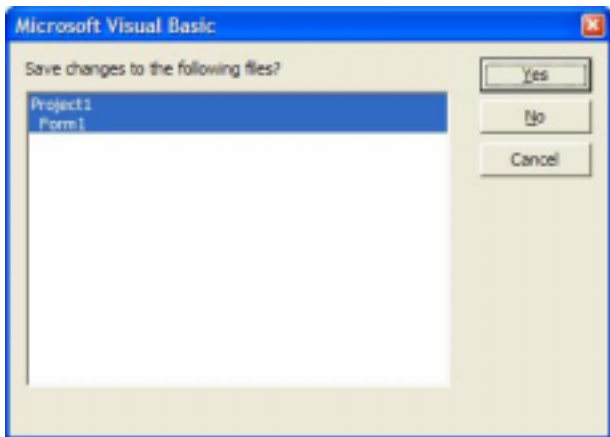 Microsoft Visual Basic
Save changes to the following files?
Yes
Project1
Form1
No
Cancel